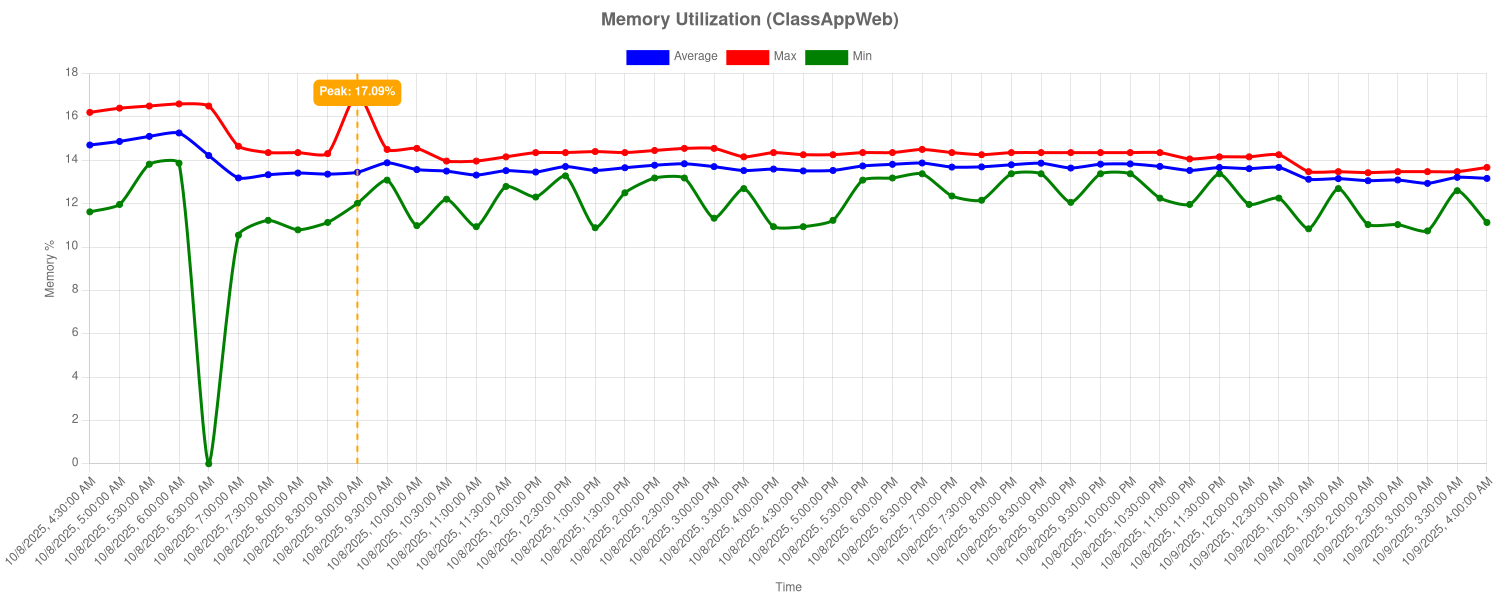 Memory Utilization (ClassAppWeb)
Average Max Min
Peak: 17.09%
18
16
14
12
10
8
6
4
2
0
Memory %
10/8/2025, 4:30:00 AM
10/8/2025, 5:00:00 AM
10/8/2025, 5:30:00 AM
10/8/2025, 6:00:00 AM
10/8/2025, 6:30:00 AM
10/8/2025, 7:00:00 AM
10/8/2025, 7:30:00 AM
10/8/2025, 8:00:00 AM
10/8/2025, 8:30:00 AM
10/8/2025, 9:00:00 AM
10/8/2025, 9:30:00 AM
10/8/2025, 10:00:00 AM
10/8/2025, 10:30:00 AM
10/8/2025, 11:00:00 AM
10/8/2025, 11:30:00 AM
10/8/2025, 12:00:00 PM
10/8/2025, 12:30:00 PM
10/8/2025, 1:00:00 PM
10/8/2025, 1:30:00 PM
10/8/2025, 2:00:00 PM
10/8/2025, 2:30:00 PM
10/8/2025, 3:00:00 PM
10/8/2025, 3:30:00 PM
10/8/2025, 4:00:00 PM
10/8/2025, 4:30:00 PM
10/8/2025, 5:00:00 PM
10/8/2025, 5:30:00 PM
10/8/2025, 6:00:00 PM
10/8/2025, 6:30:00 PM
10/8/2025, 7:00:00 PM
10/8/2025, 7:30:00 PM
10/8/2025, 8:00:00 PM
10/8/2025, 8:30:00 PM
10/8/2025, 9:00:00 PM
10/8/2025, 9:30:00 PM
10/8/2025, 10:00:00 PM
10/8/2025, 10:30:00 PM
10/8/2025, 11:00:00 PM
10/8/2025, 11:30:00 PM
10/9/2025, 12:00:00 AM
10/9/2025, 12:30:00 AM
10/9/2025, 1:00:00 AM
10/9/2025, 1:30:00 AM
10/9/2025, 2:00:00 AM
10/9/2025, 2:30:00 AM
10/9/2025, 3:00:00 AM
10/9/2025, 3:30:00 AM
10/9/2025, 4:00:00 AM
Time